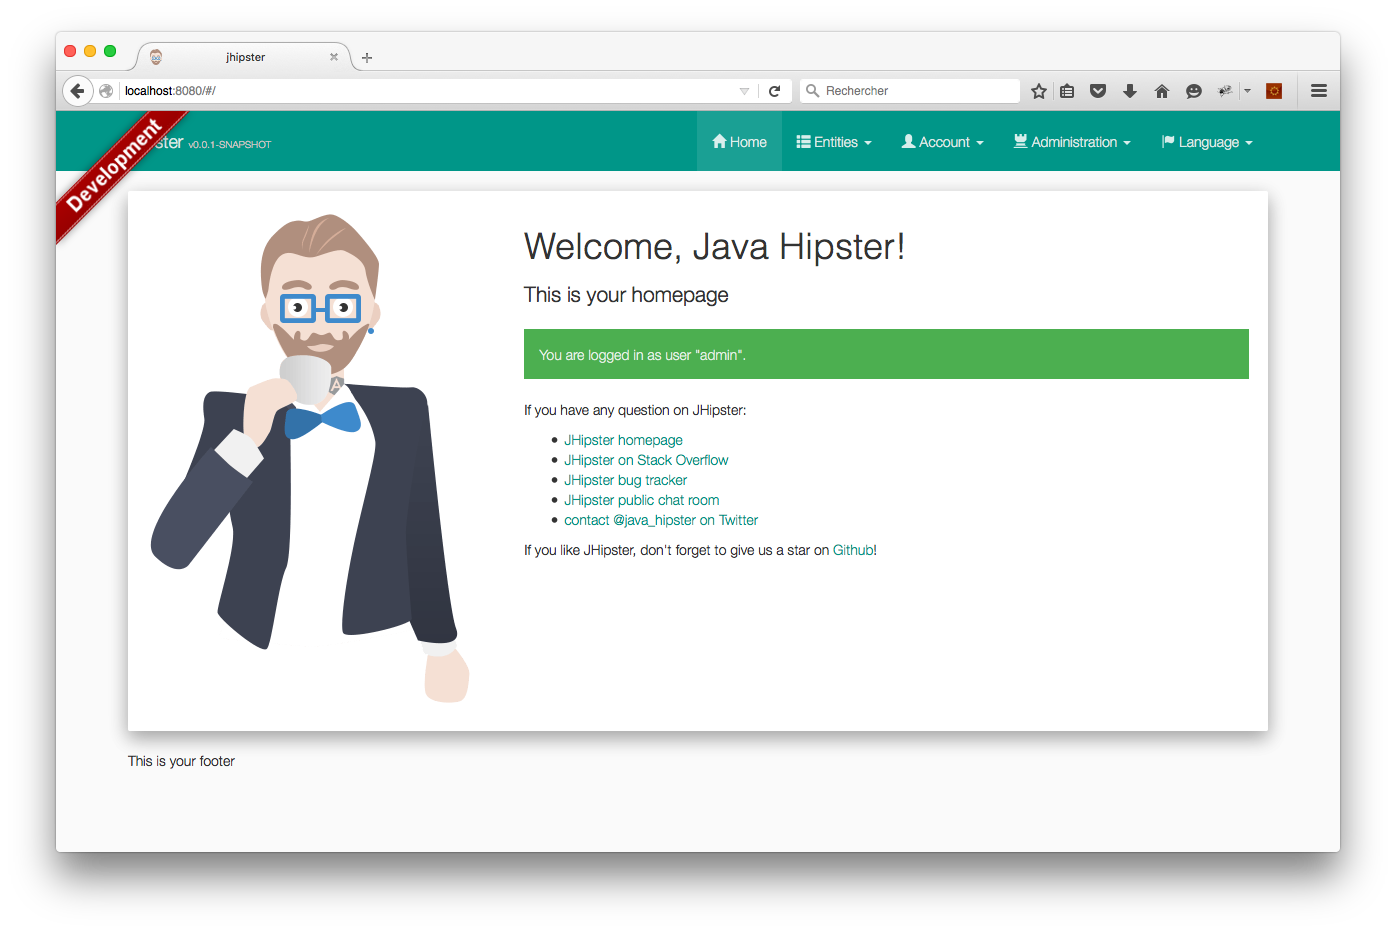 jhipster
localhost:8080/#/
Rechercher
Development
ster v0.0.1-SNAPSHOT
Home
Entities
Account
Administration
Language
Welcome, Java Hipster!
This is your homepage
You are logged in as user "admin".
A
If you have any question on JHipster:
JHipster homepage
JHipster on Stack Overflow
JHipster bug tracker
JHipster public chat room
contact @java_hipster on Twitter
If you like JHipster, don't forget to give us a star on Github!
This is your footer